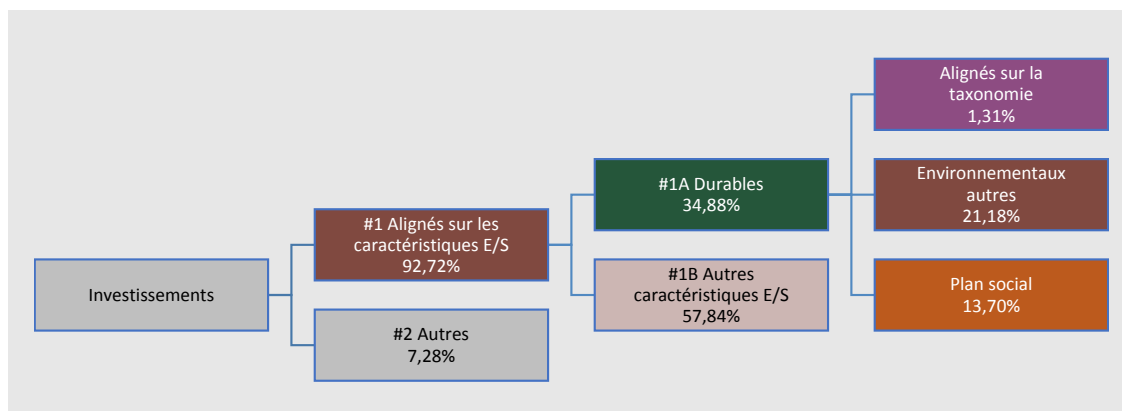 Investissements
#1 Alignés sur les
caractéristiques E/S
92,72%
#2 Autres
7,28%
#1A Durables
34,88%
#1B Autres
caractéristiques E/S
57,84%
Alignés sur la
taxonomie
1,31%
Environnementaux
autres
21,18%
Plan social
13,70%